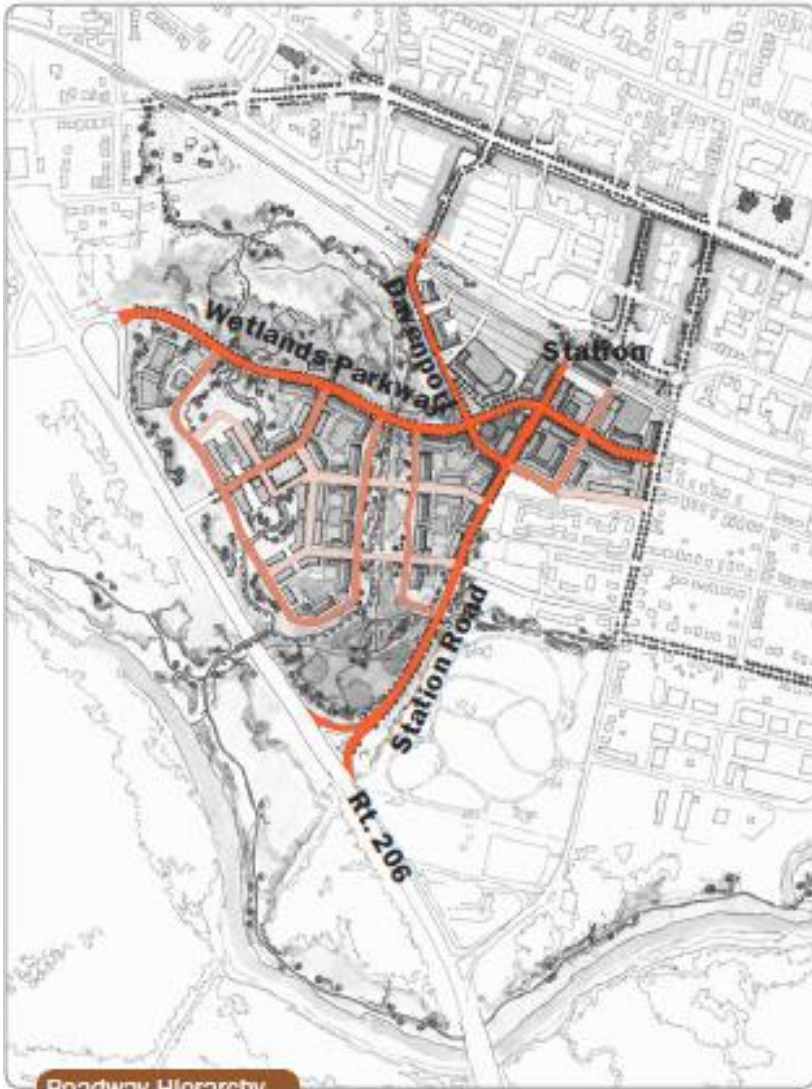 Wetlands Parkway
Davenport
Station
Station Road
Rt. 206
Roadway Hierarchy